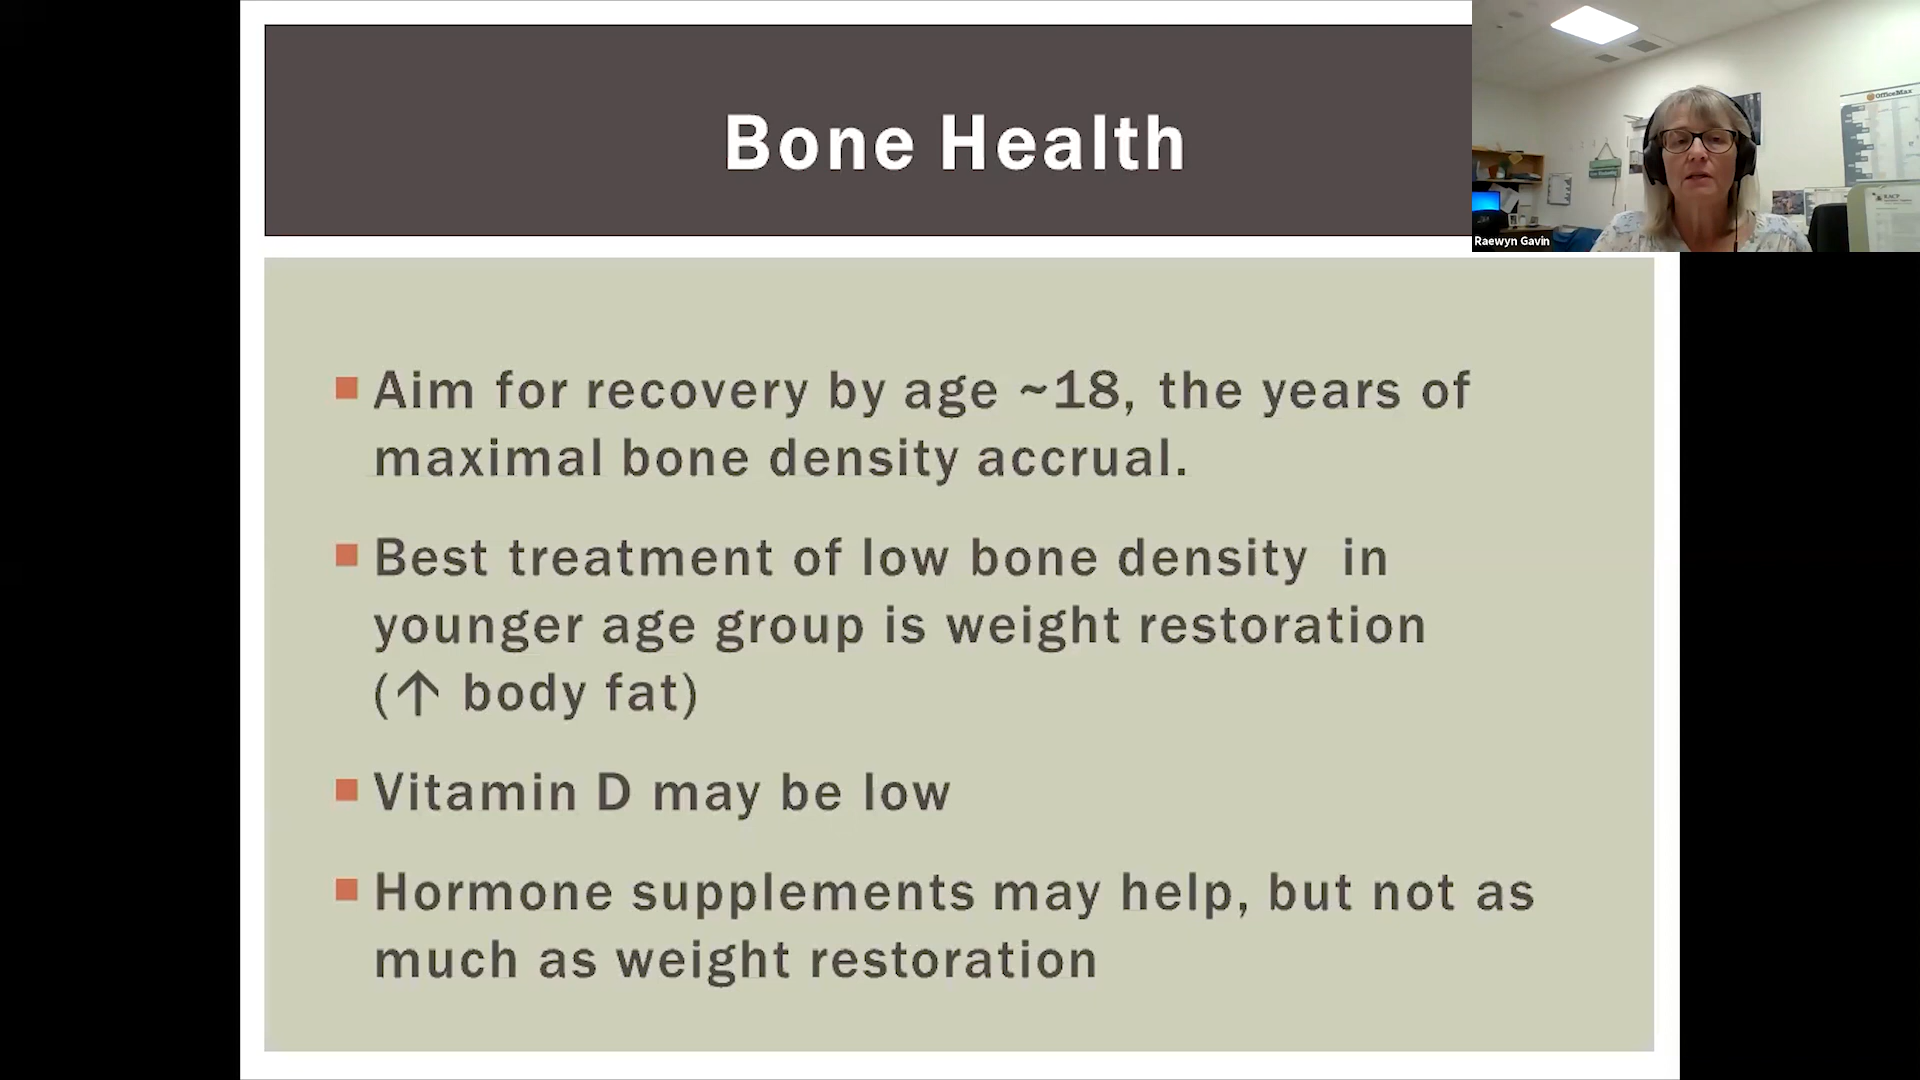 Bone Health
OfficeMax
RACP
Raewyn Gavin
Aim for recovery by age ~18, the years of
maximal bone density accrual.
Best treatment of low bone density in
younger age group is weight restoration
(↑ body fat)
Vitamin D may be low
Hormone supplements may help, but not as
much as weight restoration